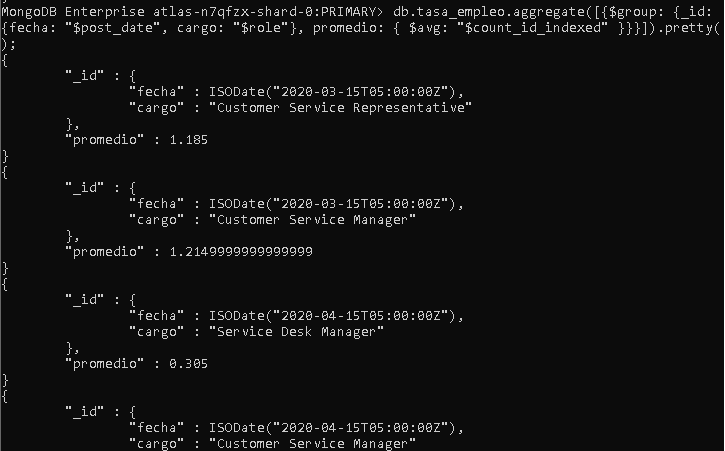 MongoDB Enterprise atlas-n7qfzx-shard-0:PRIMARY> db.tasa_empleo.aggregate([{$group: {_id:
{fecha: "$post_date", cargo: "$role"}, promedio: { $avg: "$count_id_indexed" }}}]).pretty(
);
{
        "_id" : {
                "fecha" : ISODate("2020-03-15T05:00:00Z"),
                "cargo" : "Customer Service Representative"
        },
        "promedio" : 1.185
}
{
        "_id" : {
                "fecha" : ISODate("2020-03-15T05:00:00Z"),
                "cargo" : "Customer Service Manager"
        },
        "promedio" : 1.2149999999999999
}
{
        "_id" : {
                "fecha" : ISODate("2020-04-15T05:00:00Z"),
                "cargo" : "Service Desk Manager"
        },
        "promedio" : 0.305
}
{
        "_id" : {
                "fecha" : ISODate("2020-04-15T05:00:00Z"),
                "cargo" : "Customer Service Manager"